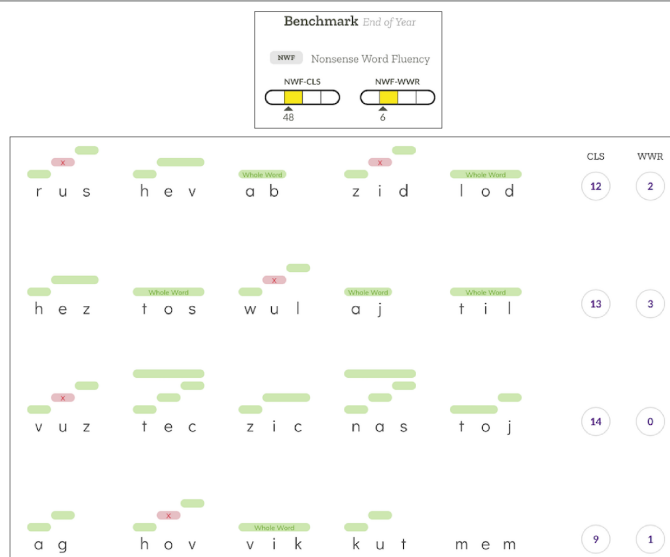 Benchmark End of Year
NWF Nonsense Word Fluency
NWF-CLS NWF-WWR
48 6
CLS WWR
x Whole Word x Whole Word
r u s h e v a b z i d l o d 12 2
Whole Word x Whole Word Whole Word
h e z t o s w u l a j t i l 13 3
x
v u z t e c z i c n a s t o j 14 0
x Whole Word
a g h o v v i k k u t m e m 9 1